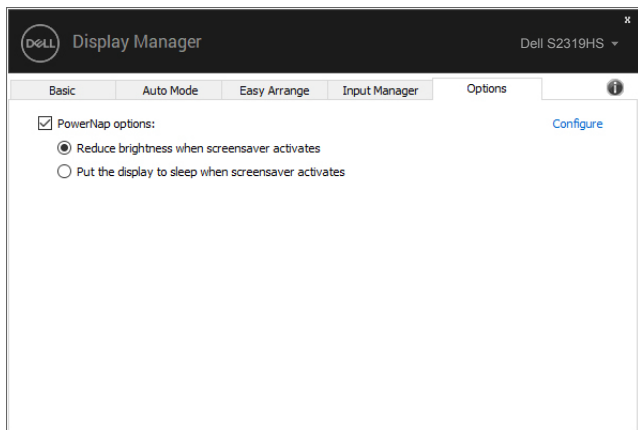 x
DELL Display Manager Dell S2319HS
Basic Auto Mode Easy Arrange Input Manager Options i
PowerNap options: Configure
Reduce brightness when screensaver activates
Put the display to sleep when screensaver activates